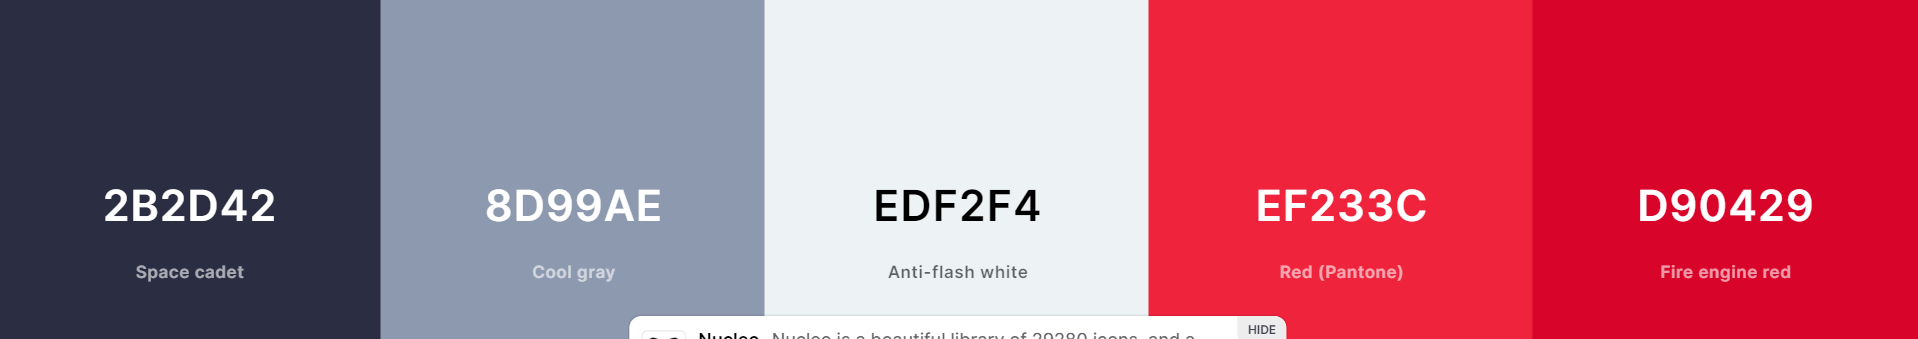 2B2D42
Space cadet
8D99AE
Cool gray
EDF2F4
Anti-flash white
EF233C
Red (Pantone)
D90429
Fire engine red
HIDE
Nucleo Nucleo is a beautiful library of 29280 icons, and a